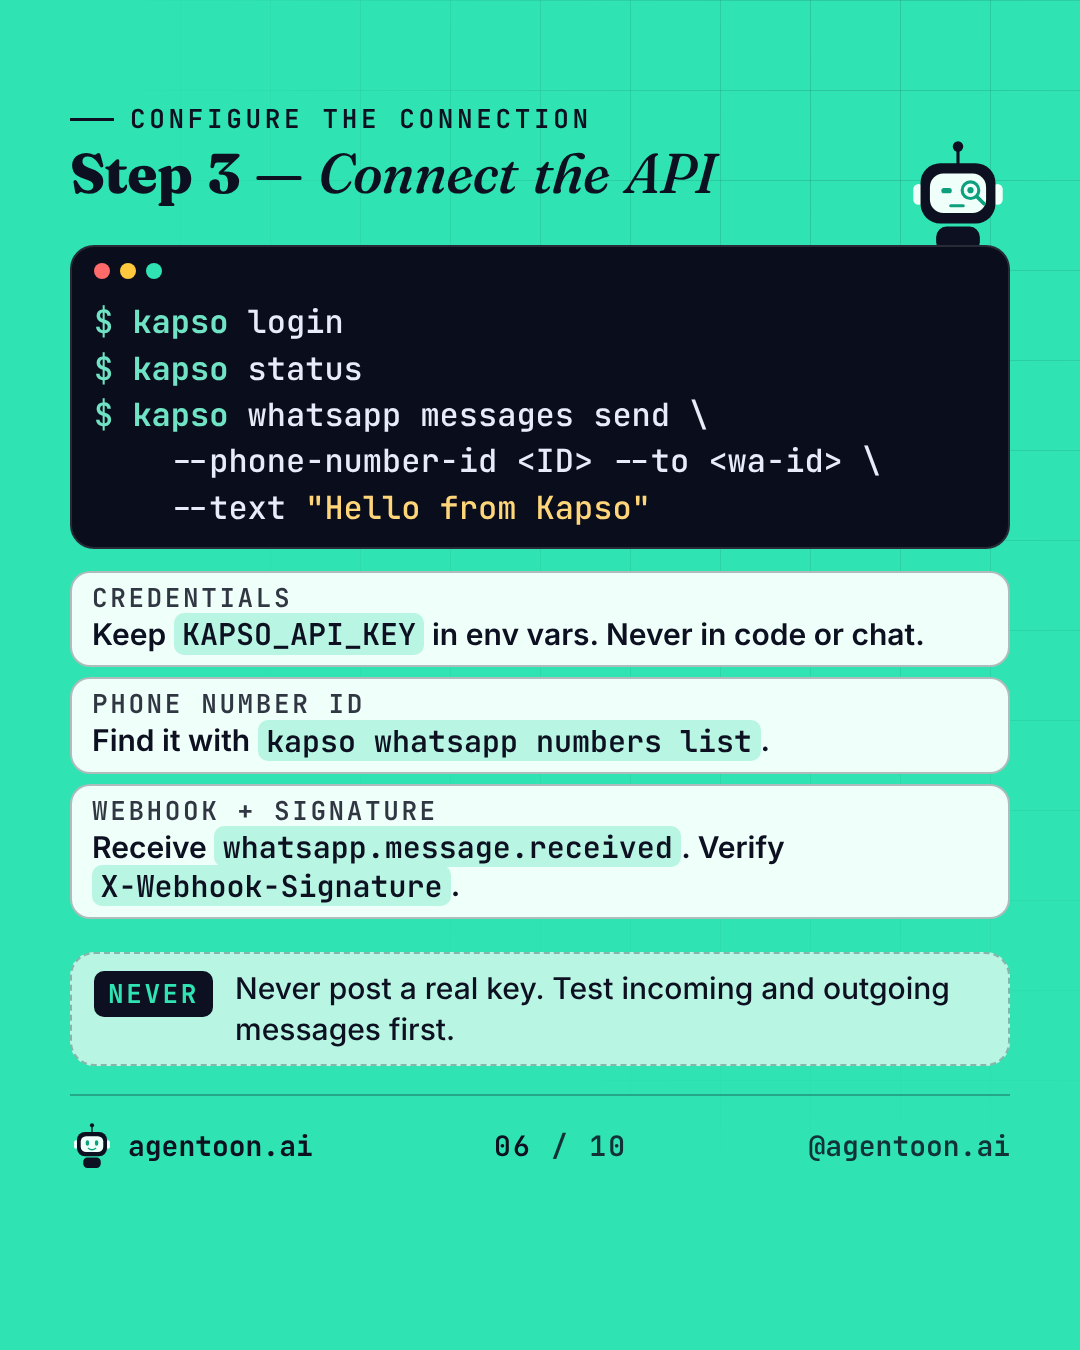 CONFIGURE THE CONNECTION
Step 3 — Connect the API
$ kapso login
$ kapso status
$ kapso whatsapp messages send \
--phone-number-id <ID> --to <wa-id> \
--text "Hello from Kapso"
CREDENTIALS
Keep KAPSO_API_KEY in env vars. Never in code or chat.
PHONE NUMBER ID
Find it with kapso whatsapp numbers list.
WEBHOOK + SIGNATURE
Receive whatsapp.message.received. Verify
X-Webhook-Signature.
NEVER Never post a real key. Test incoming and outgoing
messages first.
agentoon.ai 06 / 10 @agentoon.ai